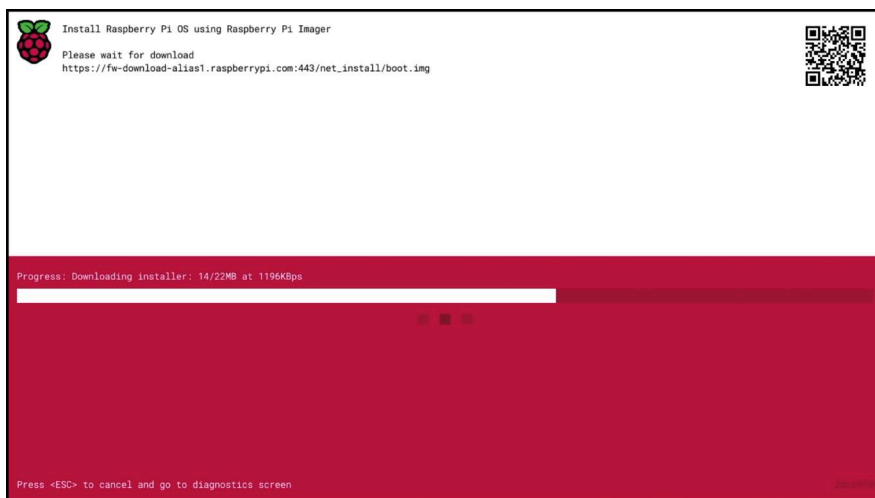 Install Raspberry Pi OS using Raspberry Pi Imager
Please wait for download
https://fw-download-alias1.raspberrypi.com:443/net_install/boot.img
Progress: Downloading installer: 14/22MB at 1196KBps
Press <ESC> to cancel and go to diagnostics screen